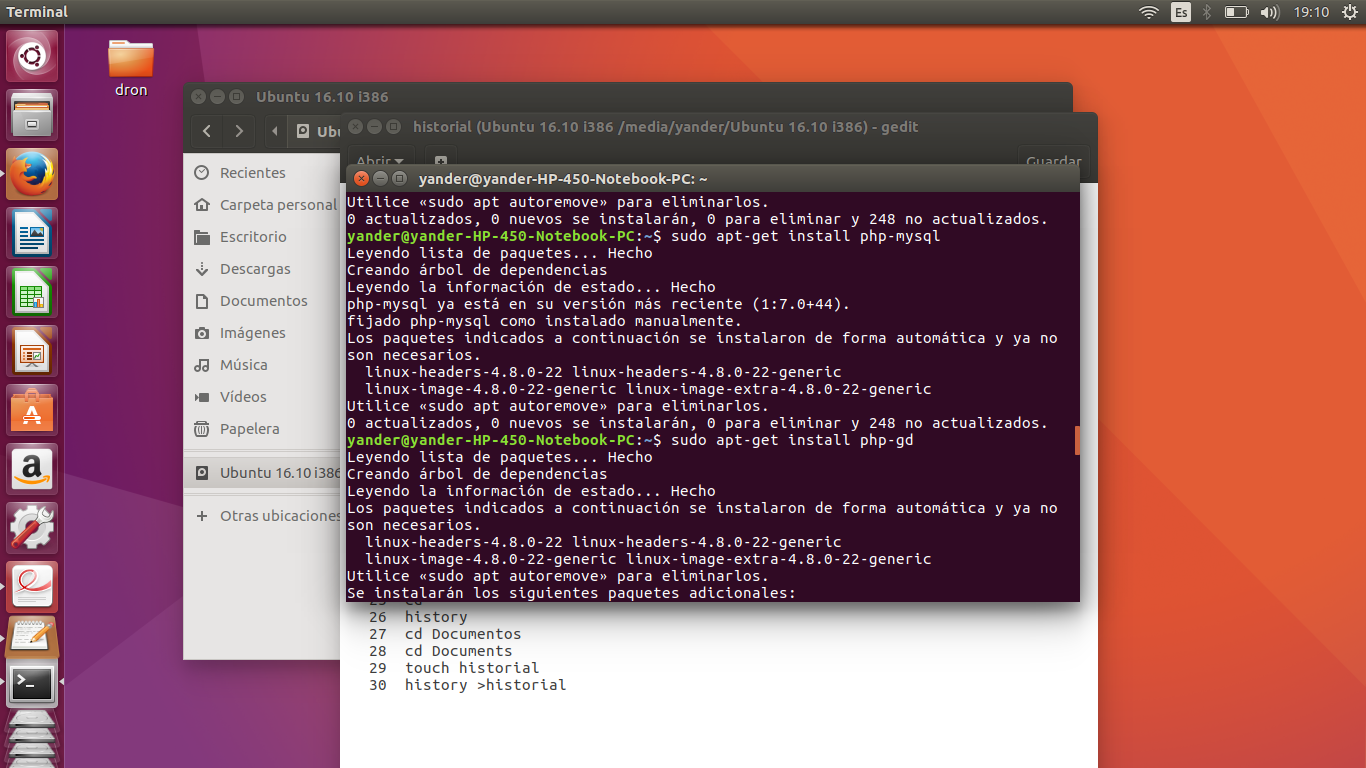 Terminal
Es
19:10
dron
Ubuntu 16.10 i386
Ubu
Recientes
Carpeta personal
Escritorio
Descargas
Documentos
Imágenes
Música
Vídeos
Papelera
Ubuntu 16.10 i386
Otras ubicaciones
historial (Ubuntu 16.10 i386 /media/yander/Ubuntu 16.10 i386) - gedit
Abrir
Guardar
yander@yander-HP-450-Notebook-PC: ~
Utilice «sudo apt autoremove» para eliminarlos.
0 actualizados, 0 nuevos se instalarán, 0 para eliminar y 248 no actualizados.
yander@yander-HP-450-Notebook-PC:~$ sudo apt-get install php-mysql
Leyendo lista de paquetes... Hecho
Creando árbol de dependencias
Leyendo la información de estado... Hecho
php-mysql ya está en su versión más reciente (1:7.0+44).
fijado php-mysql como instalado manualmente.
Los paquetes indicados a continuación se instalaron de forma automática y ya no
son necesarios.
linux-headers-4.8.0-22 linux-headers-4.8.0-22-generic
linux-image-4.8.0-22-generic linux-image-extra-4.8.0-22-generic
Utilice «sudo apt autoremove» para eliminarlos.
0 actualizados, 0 nuevos se instalarán, 0 para eliminar y 248 no actualizados.
yander@yander-HP-450-Notebook-PC:~$ sudo apt-get install php-gd
Leyendo lista de paquetes... Hecho
Creando árbol de dependencias
Leyendo la información de estado... Hecho
Los paquetes indicados a continuación se instalaron de forma automática y ya no
son necesarios.
linux-headers-4.8.0-22 linux-headers-4.8.0-22-generic
linux-image-4.8.0-22-generic linux-image-extra-4.8.0-22-generic
Utilice «sudo apt autoremove» para eliminarlos.
Se instalarán los siguientes paquetes adicionales:
26 history
27 cd Documentos
28 cd Documents
29 touch historial
30 history >historial